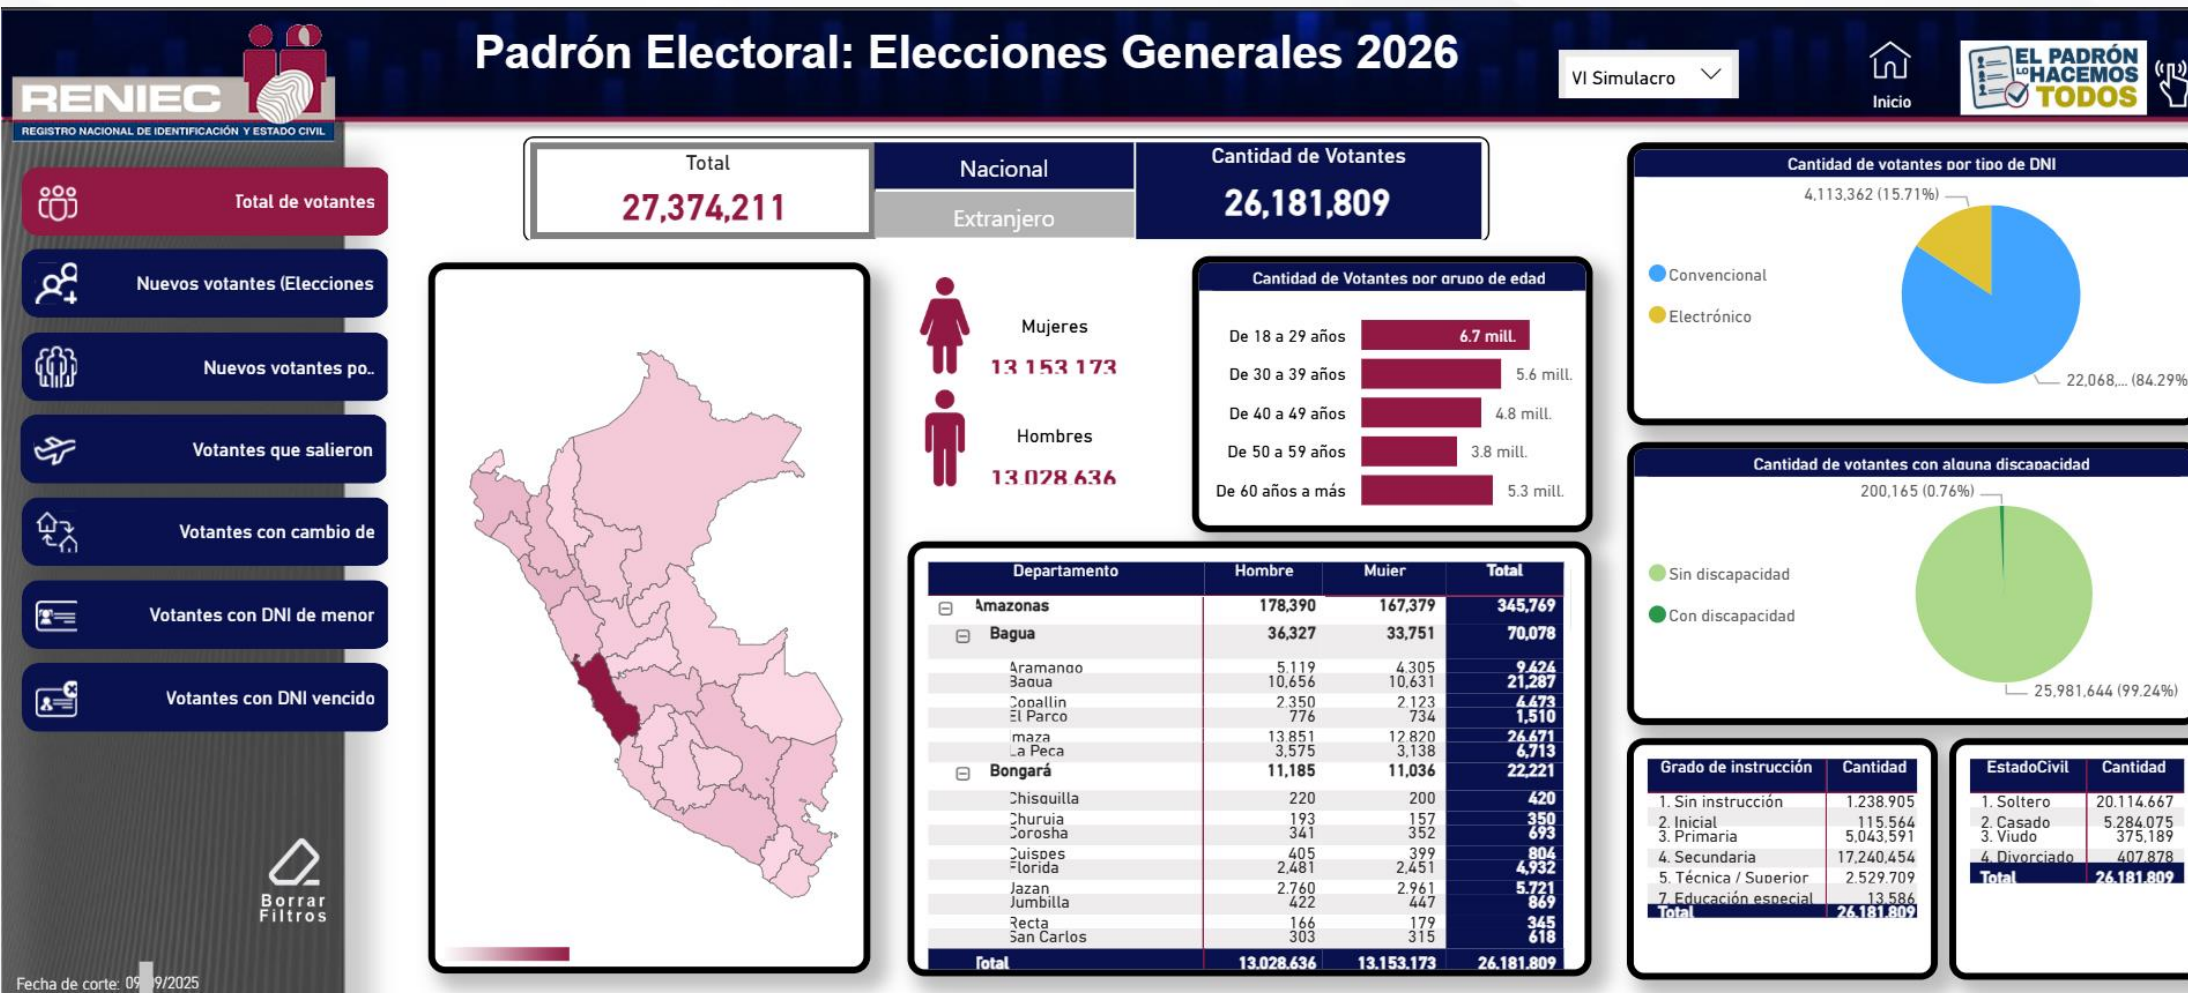 RENIEC
REGISTRO NACIONAL DE IDENTIFICACIÓN Y ESTADO CIVIL
Padrón Electoral: Elecciones Generales 2026
VI Simulacro
Inicio
EL PADRÓN
LO HACEMOS
TODOS
Total de votantes
Nuevos votantes (Elecciones
Nuevos votantes po..
Votantes que salieron
Votantes con cambio de
Votantes con DNI de menor
Votantes con DNI vencido
Borrar
Filtros
Total
27,374,211
Nacional
Extranjero
Cantidad de Votantes
26,181,809
Mujeres
13,153,173
Hombres
13,028,636
Cantidad de Votantes por grupo de edad
De 18 a 29 años 6.7 mill.
De 30 a 39 años 5.6 mill.
De 40 a 49 años 4.8 mill.
De 50 a 59 años 3.8 mill.
De 60 años a más 5.3 mill.
Departamento Hombre Mujer Total
Amazonas 178,390 167,379 345,769
Bagua 36,327 33,751 70,078
Aramango 5,119 4,305 9,424
Bagua 10,656 10,631 21,287
Copallin 2,350 2,123 4,473
El Parco 776 734 1,510
Imaza 13,851 12,820 26,671
La Peca 3,575 3,138 6,713
Bongará 11,185 11,036 22,221
Chisquilla 220 200 420
Churuja 193 157 350
Corosha 341 352 693
Cuispes 405 399 804
Florida 2,481 2,451 4,932
Jazan 2,760 2,961 5,721
Jumbilla 422 447 869
Recta 166 179 345
San Carlos 303 315 618
Total 13,028,636 13,153,173 26,181,809
Cantidad de votantes por tipo de DNI
4,113,362 (15.71%)
Convencional
Electrónico
22,068,... (84.29%
Cantidad de votantes con alguna discapacidad
200,165 (0.76%)
Sin discapacidad
Con discapacidad
25,981,644 (99.24%)
Grado de instrucción Cantidad
1. Sin instrucción 1,238,905
2. Inicial 115,564
3. Primaria 5,043,591
4. Secundaria 17,240,454
5. Técnica / Superior 2,529,709
7. Educación especial 13,586
Total 26,181,809
EstadoCivil Cantidad
1. Soltero 20,114,667
2. Casado 5,284,075
3. Viudo 375,189
4. Divorciado 407,878
Total 26,181,809
Fecha de corte: